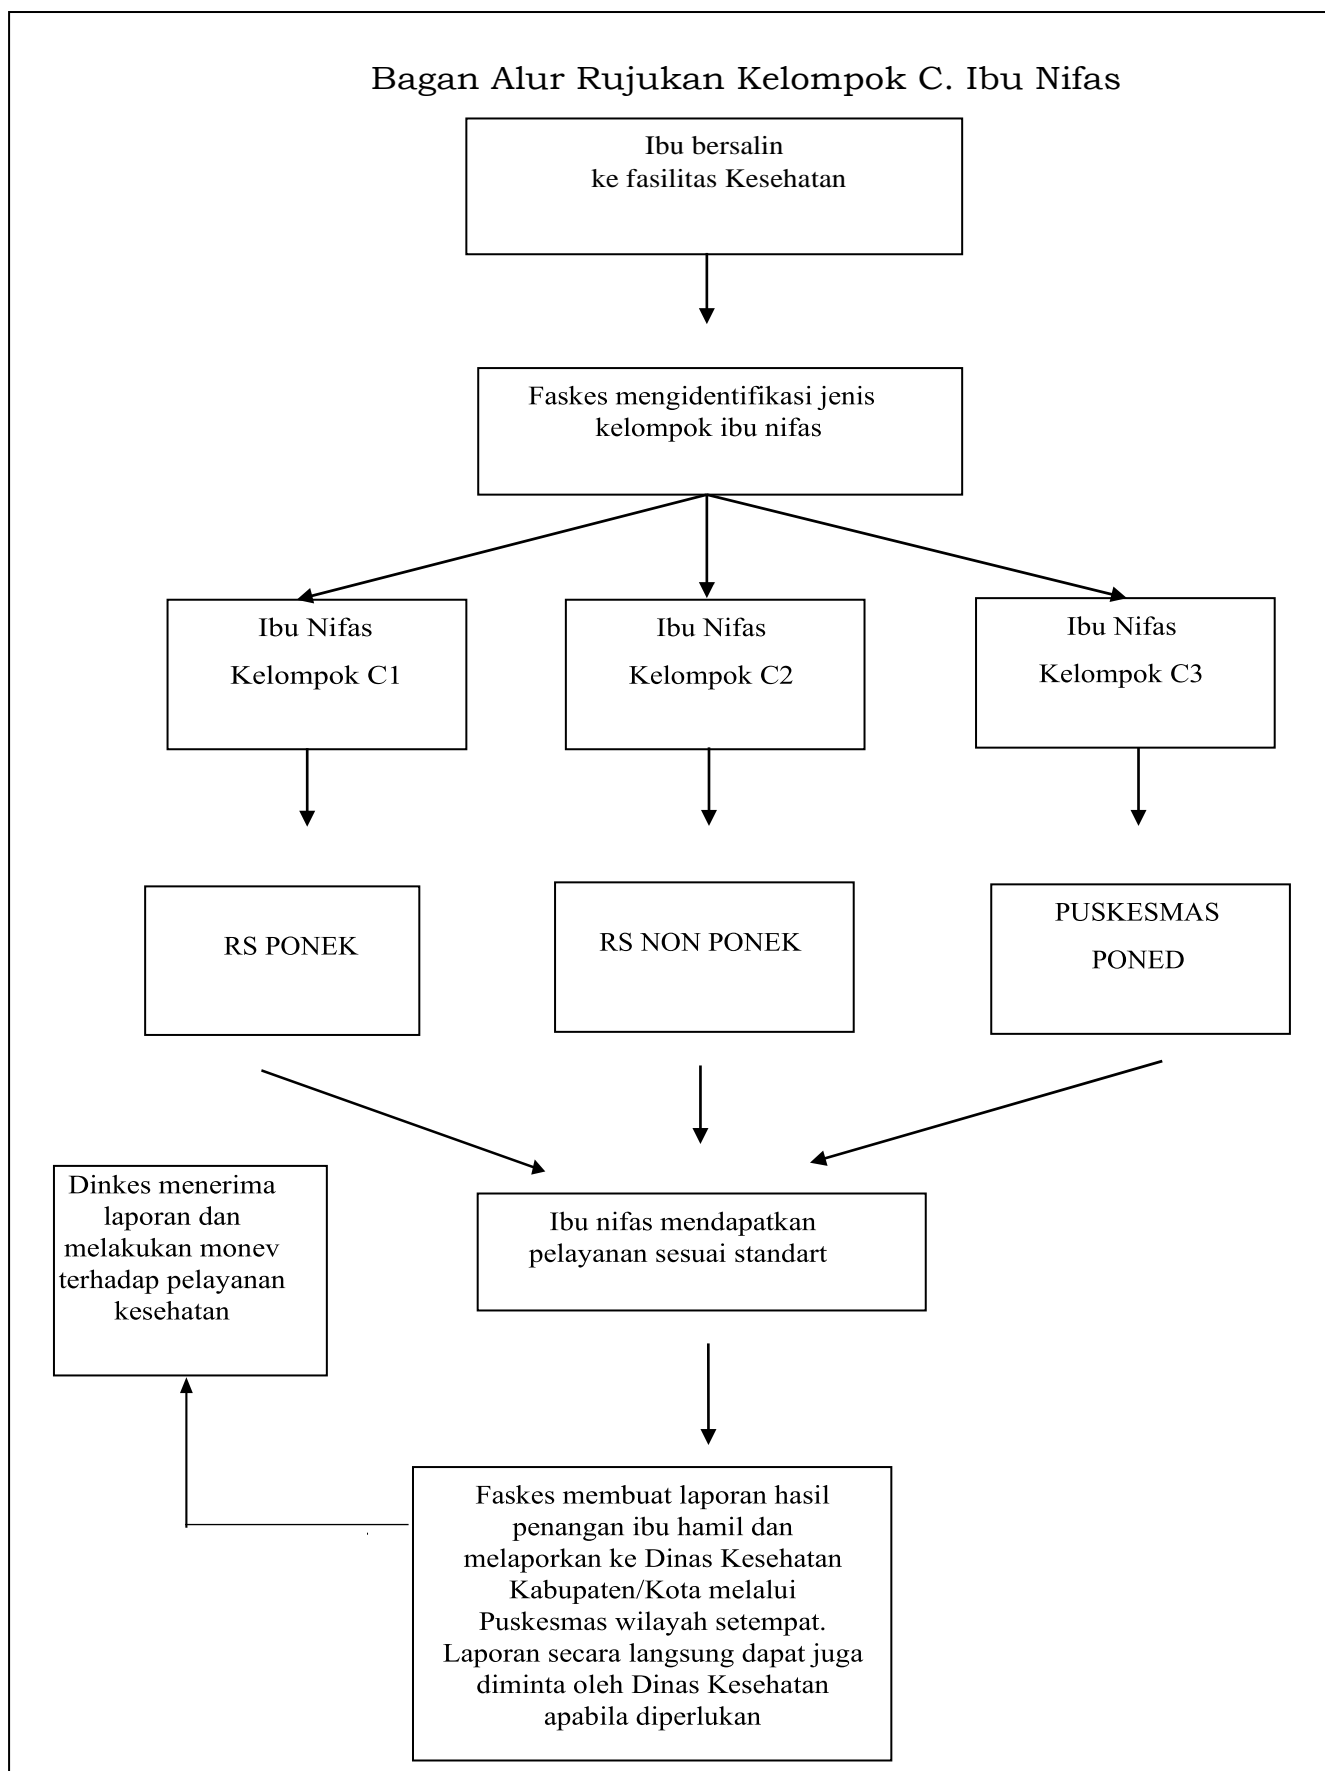 Bagan Alur Rujukan Kelompok C. Ibu Nifas
Ibu bersalin
ke fasilitas Kesehatan
Faskes mengidentifikasi jenis
kelompok ibu nifas
Ibu Nifas
Kelompok C1
Ibu Nifas
Kelompok C2
Ibu Nifas
Kelompok C3
RS PONEK
RS NON PONEK
PUSKESMAS
PONED
Dinkes menerima
laporan dan
melakukan monev
terhadap pelayanan
kesehatan
Ibu nifas mendapatkan
pelayanan sesuai standart
Faskes membuat laporan hasil
penangan ibu hamil dan
melaporkan ke Dinas Kesehatan
Kabupaten/Kota melalui
Puskesmas wilayah setempat.
Laporan secara langsung dapat juga
diminta oleh Dinas Kesehatan
apabila diperlukan